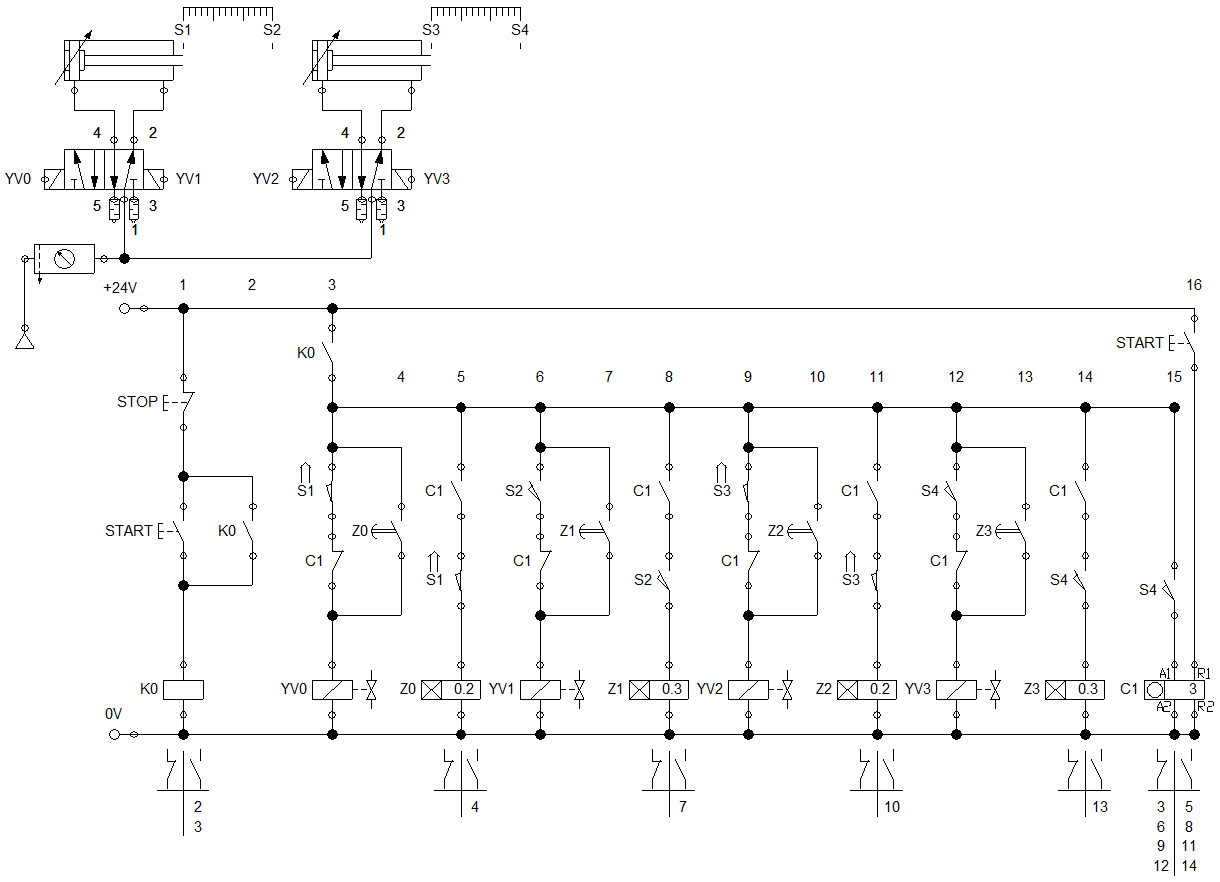 S1 S2 S3 S4
4 2 4 2
YV0 YV1 YV2 YV3
5 3 5 3
1 1
+24V 1 2 3 16
START
K0
4 5 6 7 8 9 10 11 12 13 14 15
STOP
S1 C1 S2 C1 S3 C1 S4 C1
START K0 Z0 Z1 Z2 Z3
C1 C1 C1 C1
S1 S2 S3 S4 S4
A1 R1
K0 YV0 Z0 0.2 YV1 Z1 0.3 YV2 Z2 0.2 YV3 Z3 0.3 C1 3
A2 R2
0V
2 4 7 10 13 3 5
3 6 8
9 11
12 14